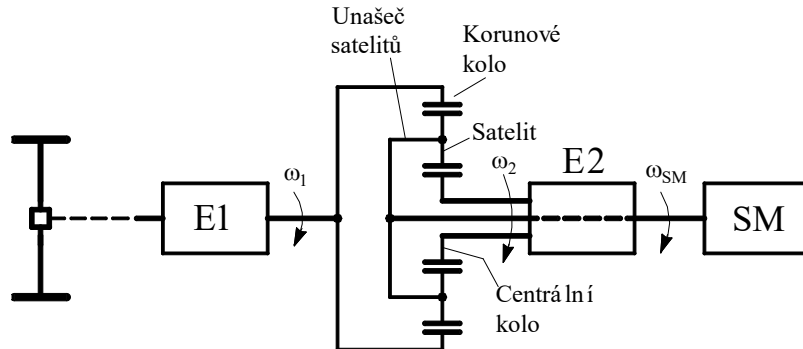 Unašeč
satelitů
Korunové
kolo
Satelit
E1
ω1
ω2
E2
ωSM
SM
Centrální
kolo